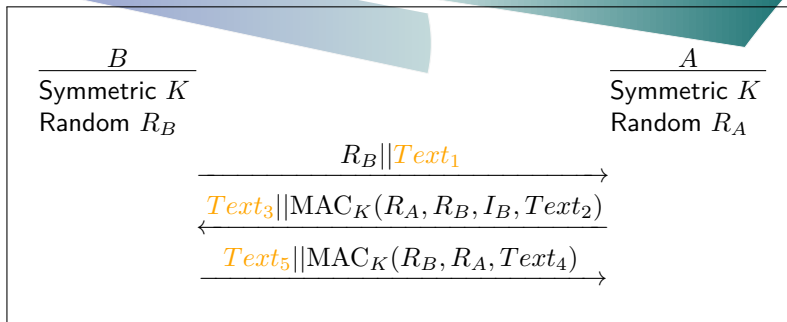 B A
Symmetric K Symmetric K
Random R_B Random R_A
R_B||Text_1
Text_3||MAC_K(R_A, R_B, I_B, Text_2)
Text_5||MAC_K(R_B, R_A, Text_4)